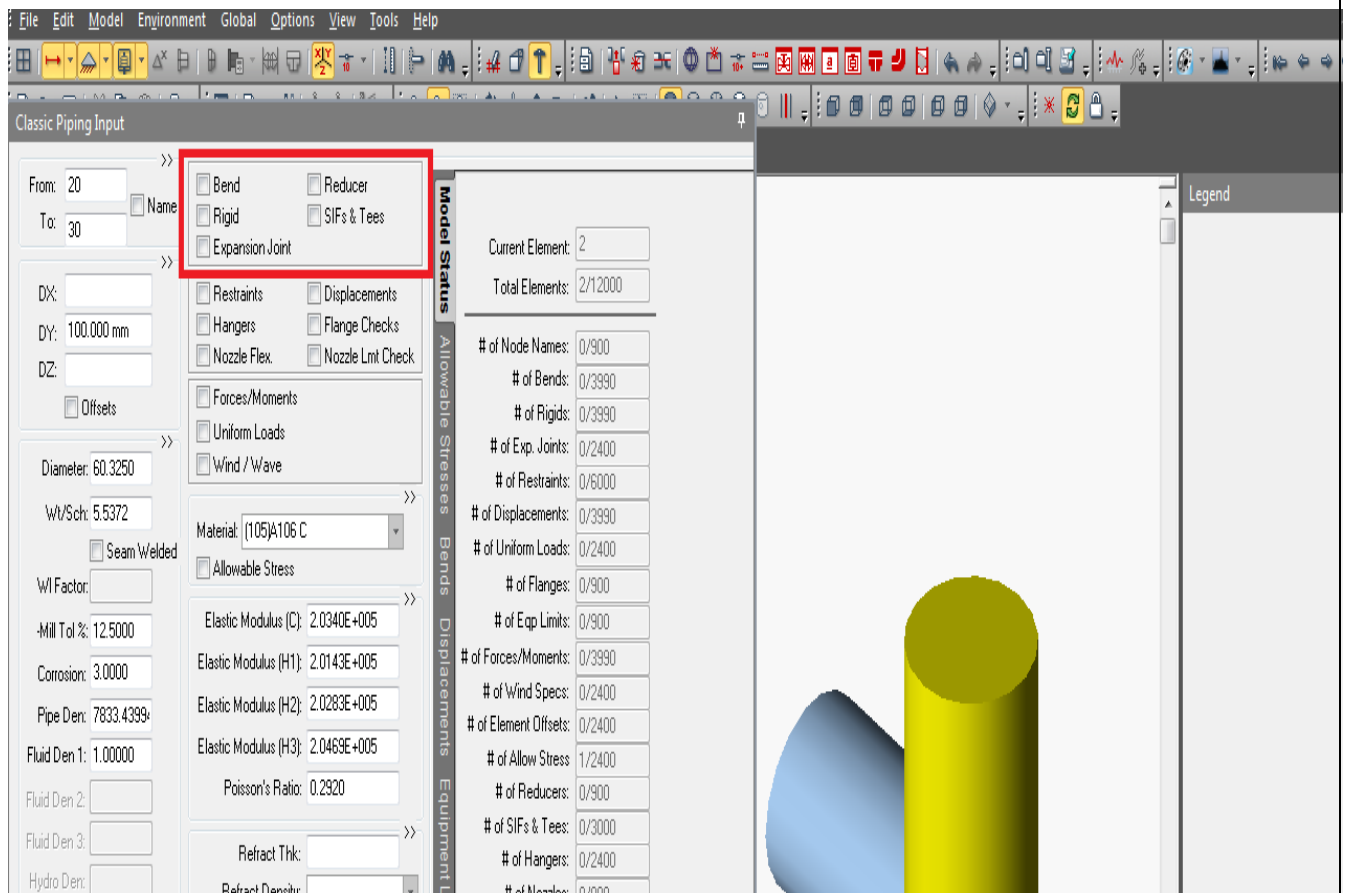 File Edit Model Environment Global Options View Tools Help
Classic Piping Input
From: 20
Name
To: 30
DX:
DY: 100.000 mm
DZ:
Offsets
Diameter: 60.3250
Wt/Sch: 5.5372
Seam Welded
Wl Factor:
-Mill Tol %: 12.5000
Corrosion: 3.0000
Pipe Den: 7833.4399
Fluid Den 1: 1.00000
Fluid Den 2:
Fluid Den 3:
Hydro Den:
Bend Reducer
Rigid SIFs & Tees
Expansion Joint
Restraints Displacements
Hangers Flange Checks
Nozzle Flex. Nozzle Lmt Check
Forces/Moments
Uniform Loads
Wind / Wave
Material: (105)A106 C
Allowable Stress
Elastic Modulus (C): 2.0340E+005
Elastic Modulus (H1): 2.0143E+005
Elastic Modulus (H2): 2.0283E+005
Elastic Modulus (H3): 2.0469E+005
Poisson's Ratio: 0.2920
Refract Thk:
Refract Density:
Model Status
Allowable Stresses
Bends
Displacements
Equipment L
Current Element: 2
Total Elements: 2/12000
# of Node Names: 0/900
# of Bends: 0/3990
# of Rigids: 0/3990
# of Exp. Joints: 0/2400
# of Restraints: 0/6000
# of Displacements: 0/3990
# of Uniform Loads: 0/2400
# of Flanges: 0/900
# of Eqp Limits: 0/900
# of Forces/Moments: 0/3990
# of Wind Specs: 0/2400
# of Element Offsets: 0/2400
# of Allow Stress 1/2400
# of Reducers: 0/900
# of SIFs & Tees: 0/3000
# of Hangers: 0/2400
# of Nozzles: 0/900
Legend